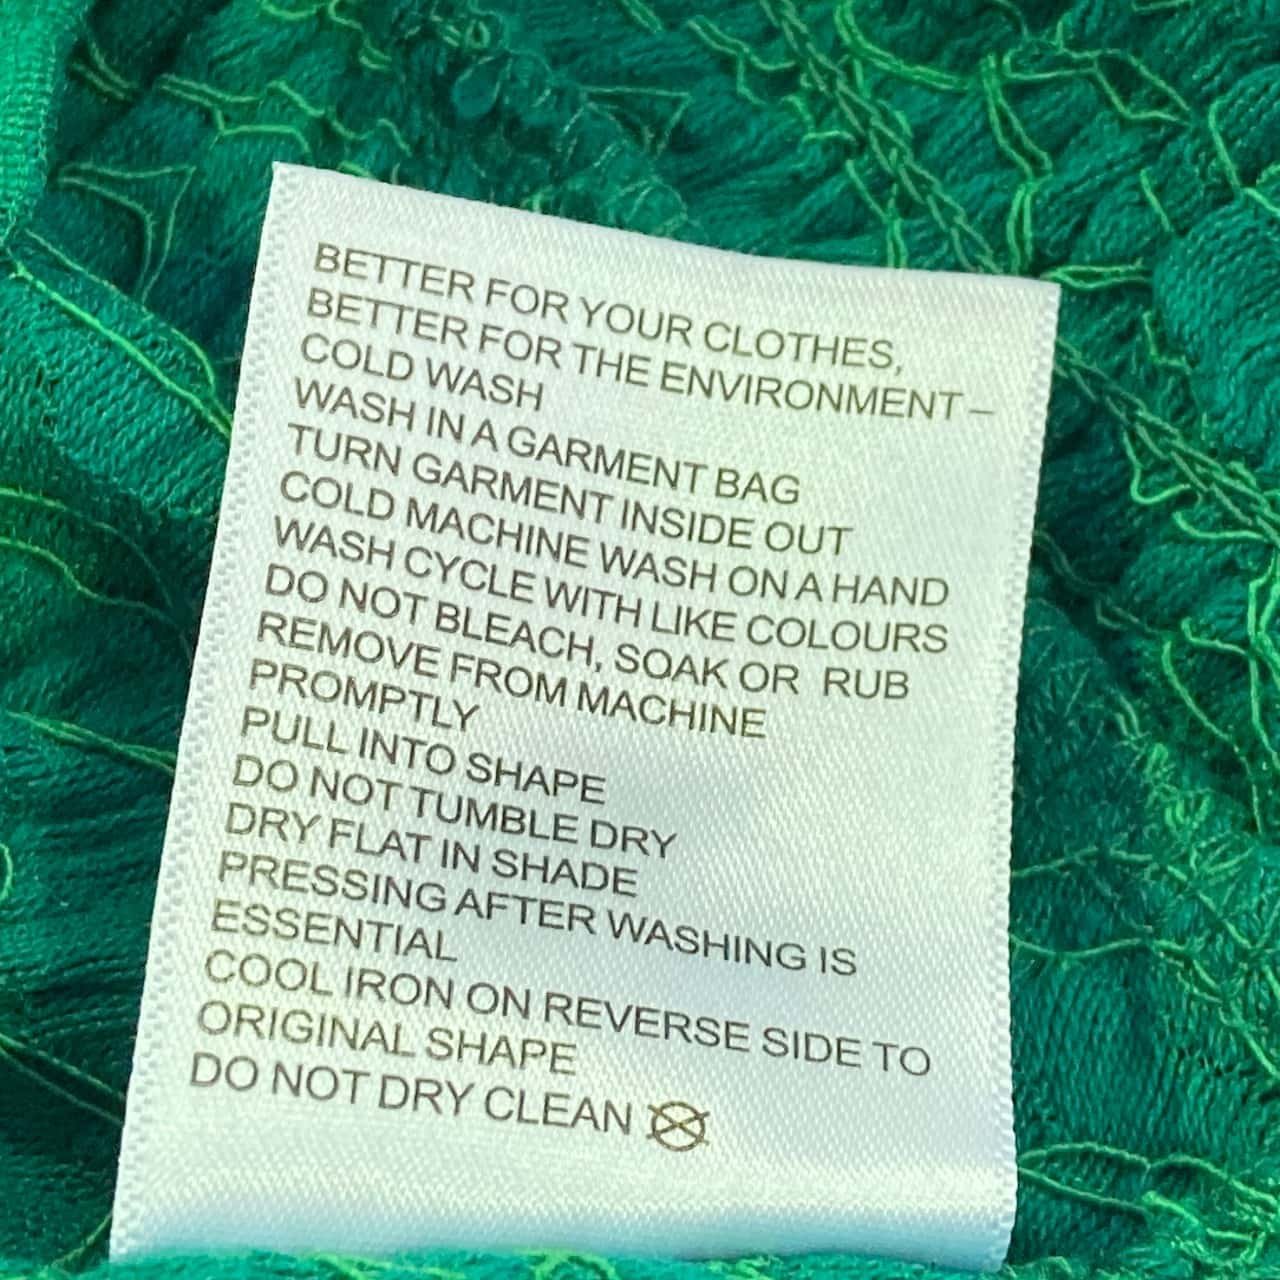 BETTER FOR YOUR CLOTHES,
BETTER FOR THE ENVIRONMENT –
COLD WASH
WASH IN A GARMENT BAG
TURN GARMENT INSIDE OUT
COLD MACHINE WASH ON A HAND
WASH CYCLE WITH LIKE COLOURS
DO NOT BLEACH, SOAK OR RUB
REMOVE FROM MACHINE
PROMPTLY
PULL INTO SHAPE
DO NOT TUMBLE DRY
DRY FLAT IN SHADE
PRESSING AFTER WASHING IS
ESSENTIAL
COOL IRON ON REVERSE SIDE TO
ORIGINAL SHAPE
DO NOT DRY CLEAN